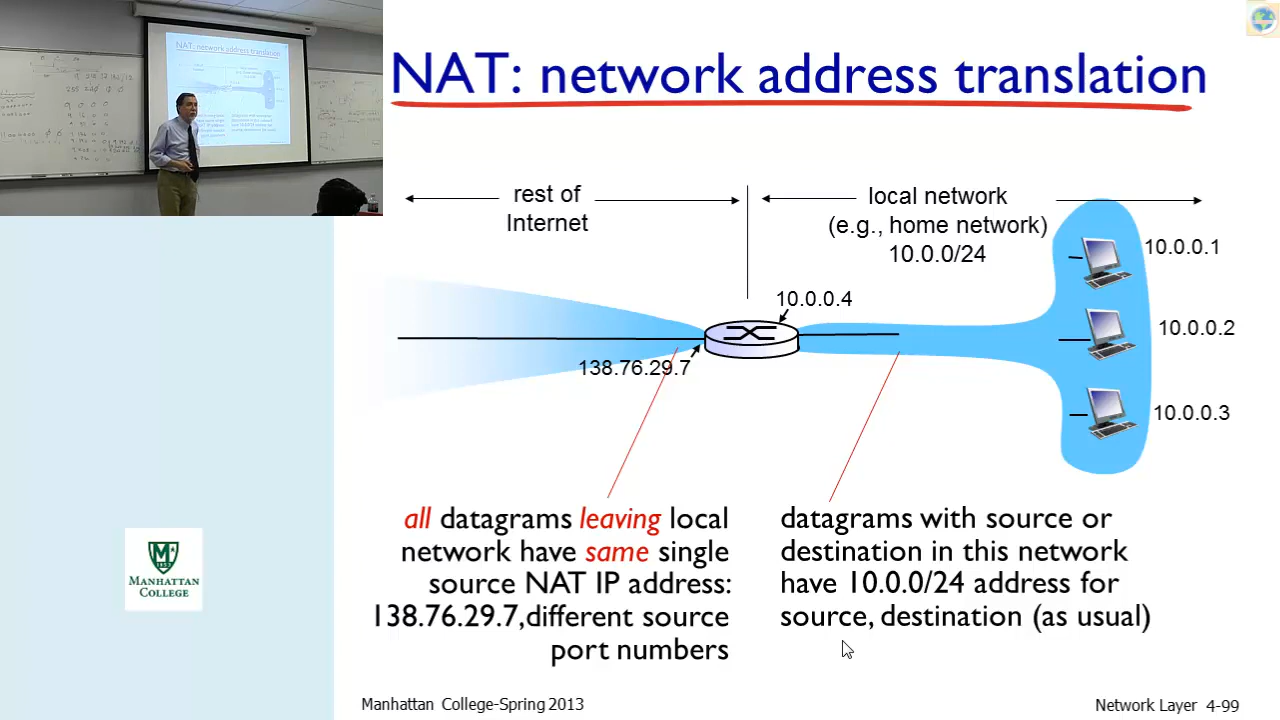 NAT: network address translation
rest of
Internet
local network
(e.g., home network)
10.0.0/24
10.0.0.1
10.0.0.4
10.0.0.2
138.76.29.7
10.0.0.3
all datagrams leaving local
network have same single
source NAT IP address:
138.76.29.7,different source
port numbers
datagrams with source or
destination in this network
have 10.0.0/24 address for
source, destination (as usual)
MANHATTAN
COLLEGE
Manhattan College-Spring 2013
Network Layer 4-99
NAT: network address translation